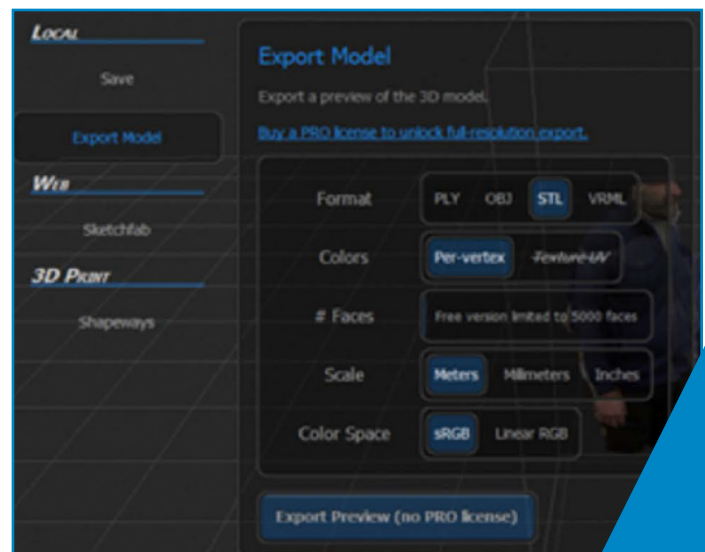 LOCAL
Save
Export Model
WEB
Sketchfab
3D PRINT
Shapeways
Export Model
Export a preview of the 3D model.
Buy a PRO license to unlock full-resolution export.
Format PLY OBJ STL VRML
Colors Per-vertex Texture UV
# Faces Free version limited to 5000 faces
Scale Meters Milimeters Inches
Color Space sRGB Linear RGB
Export Preview (no PRO license)